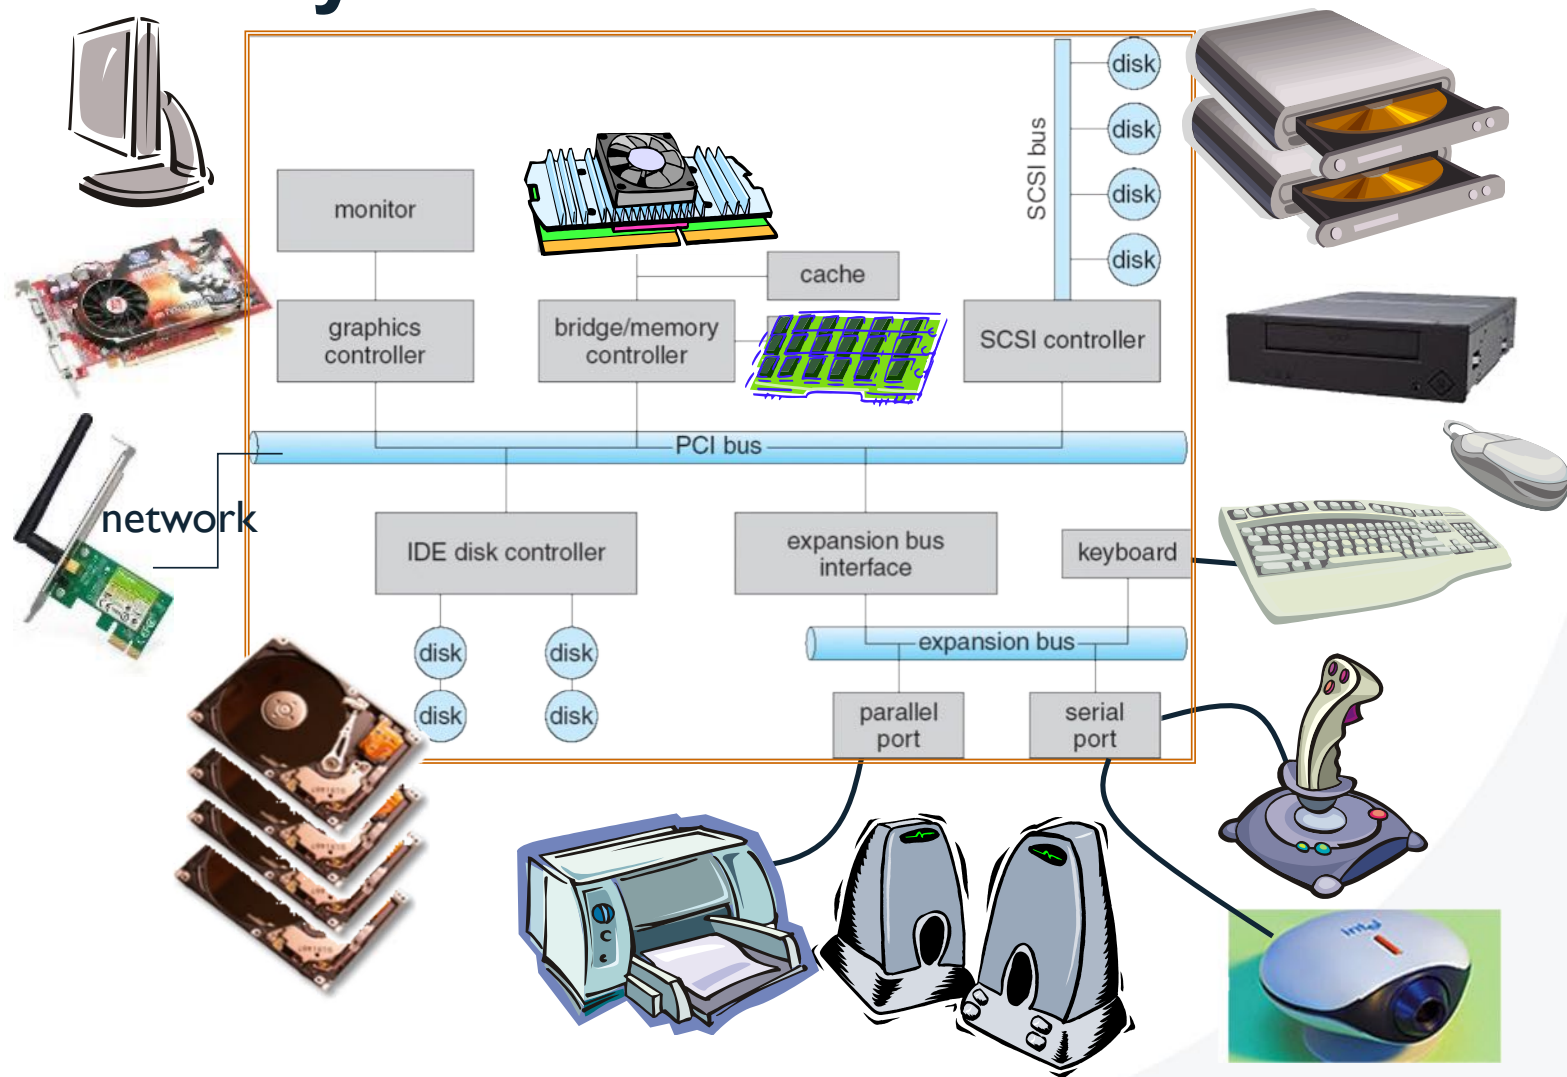 y
disk
disk
SCSI bus
disk
disk
monitor
cache
graphics
controller
bridge/memory
controller
SCSI controller
PCI bus
network
IDE disk controller
expansion bus
interface
keyboard
expansion bus
disk
disk
disk
disk
parallel
port
serial
port
intel